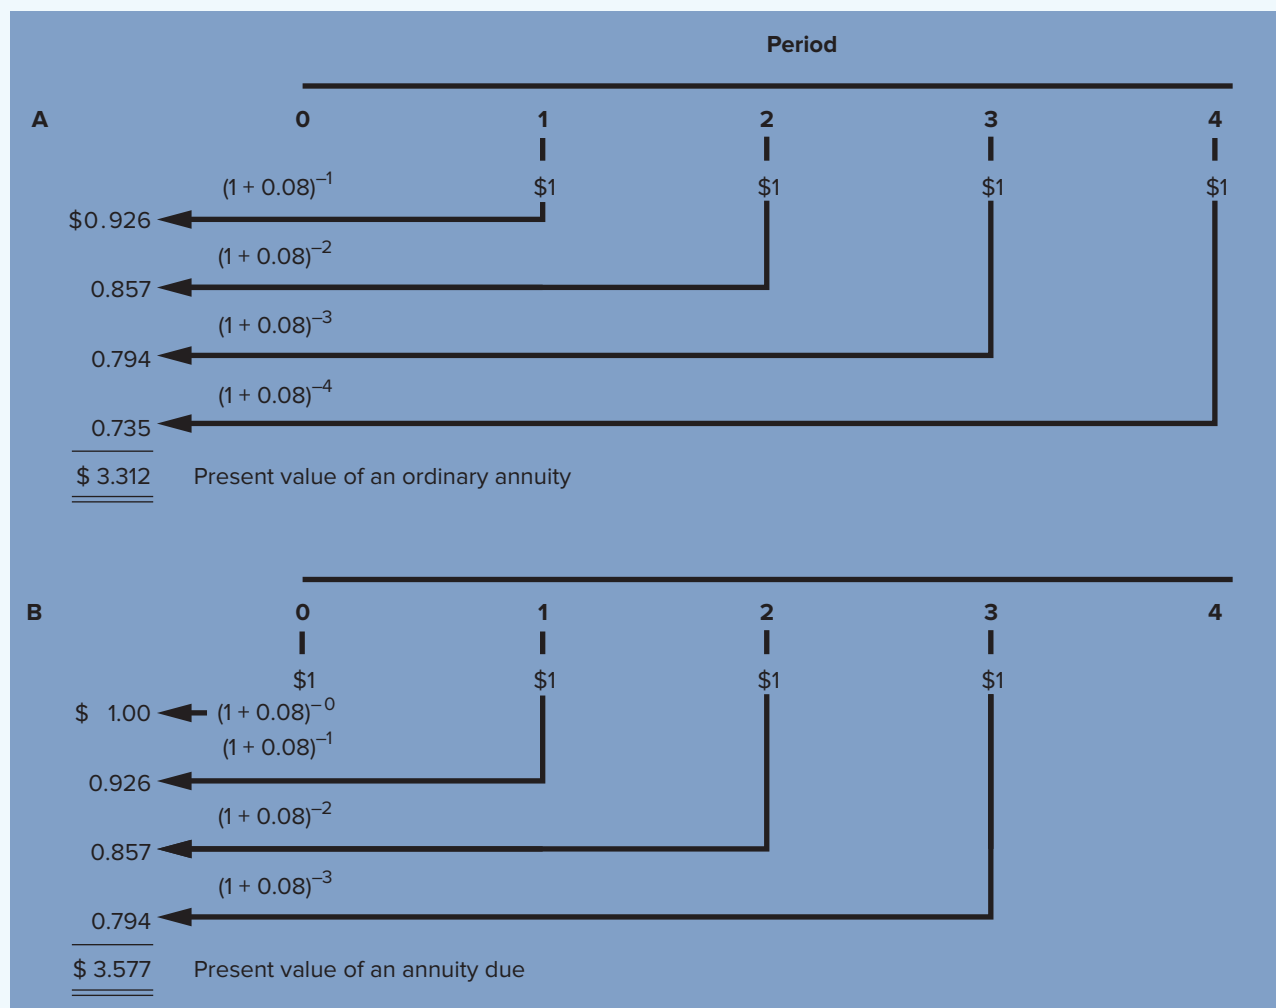 Period
A 0 1 2 3 4
(1 + 0.08)⁻¹ $1 $1 $1 $1
$0.926
(1 + 0.08)⁻²
0.857
(1 + 0.08)⁻³
0.794
(1 + 0.08)⁻⁴
0.735
$ 3.312 Present value of an ordinary annuity
B 0 1 2 3 4
$1 $1 $1 $1
$ 1.00 (1 + 0.08)⁻⁰
(1 + 0.08)⁻¹
0.926
(1 + 0.08)⁻²
0.857
(1 + 0.08)⁻³
0.794
$ 3.577 Present value of an annuity due